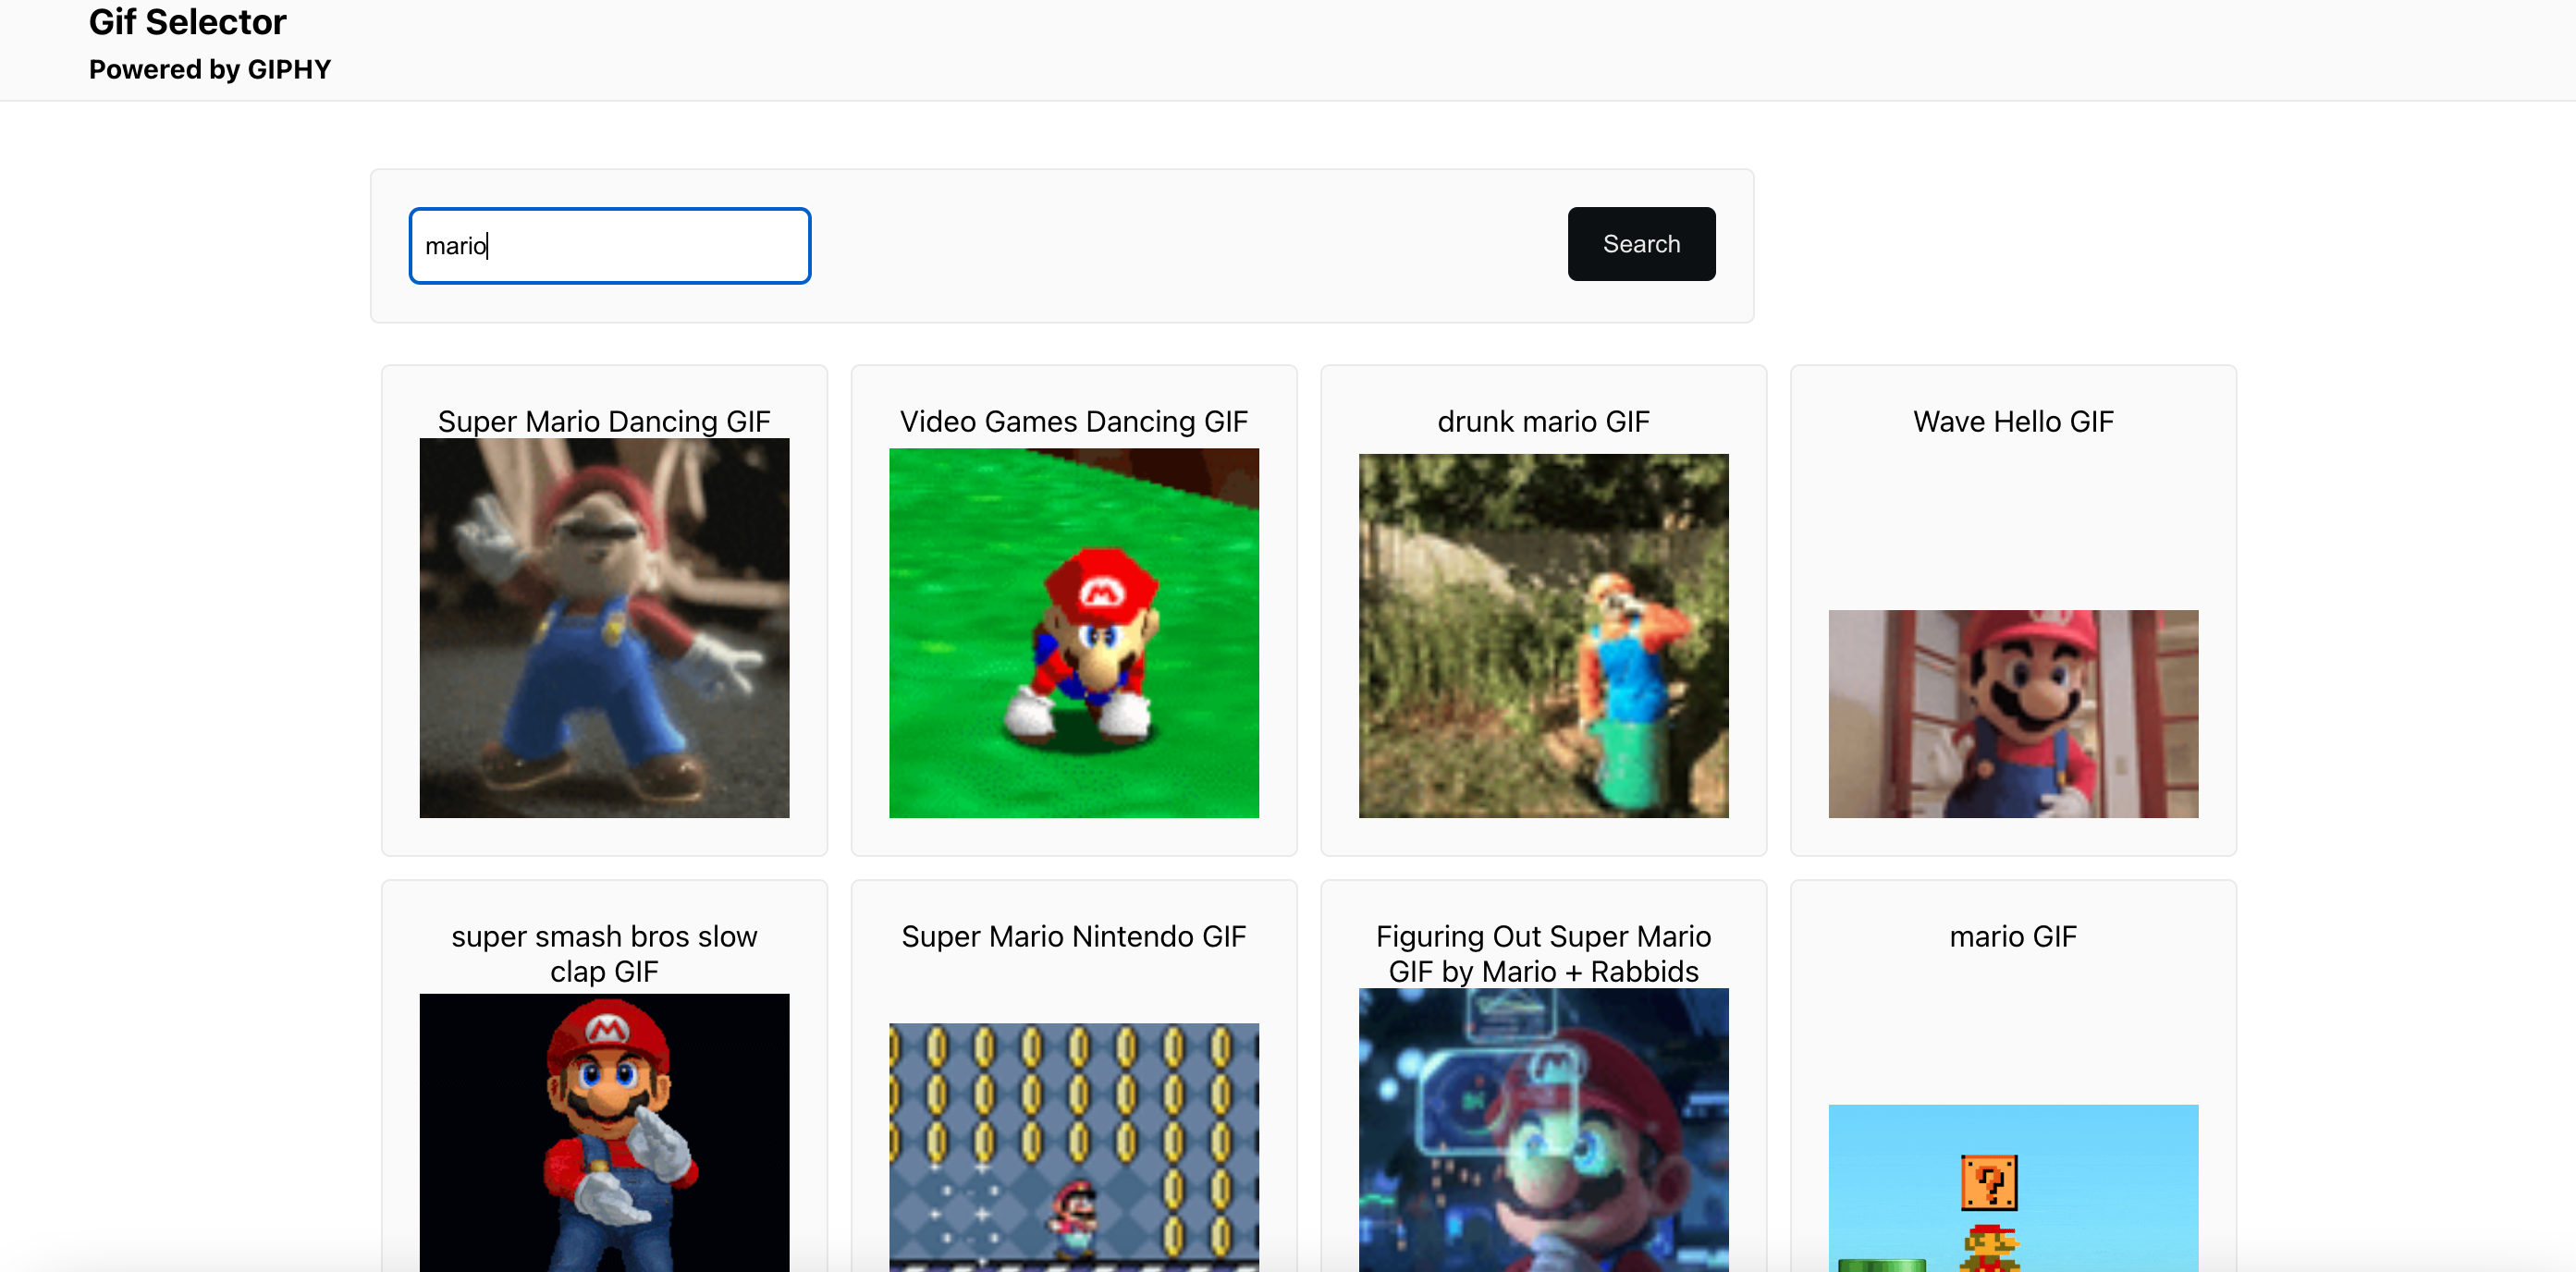 Gif Selector
Powered by GIPHY
mario
Search
Super Mario Dancing GIF
Video Games Dancing GIF
drunk mario GIF
Wave Hello GIF
super smash bros slow
clap GIF
Super Mario Nintendo GIF
Figuring Out Super Mario
GIF by Mario + Rabbids
mario GIF
M
M
M
?